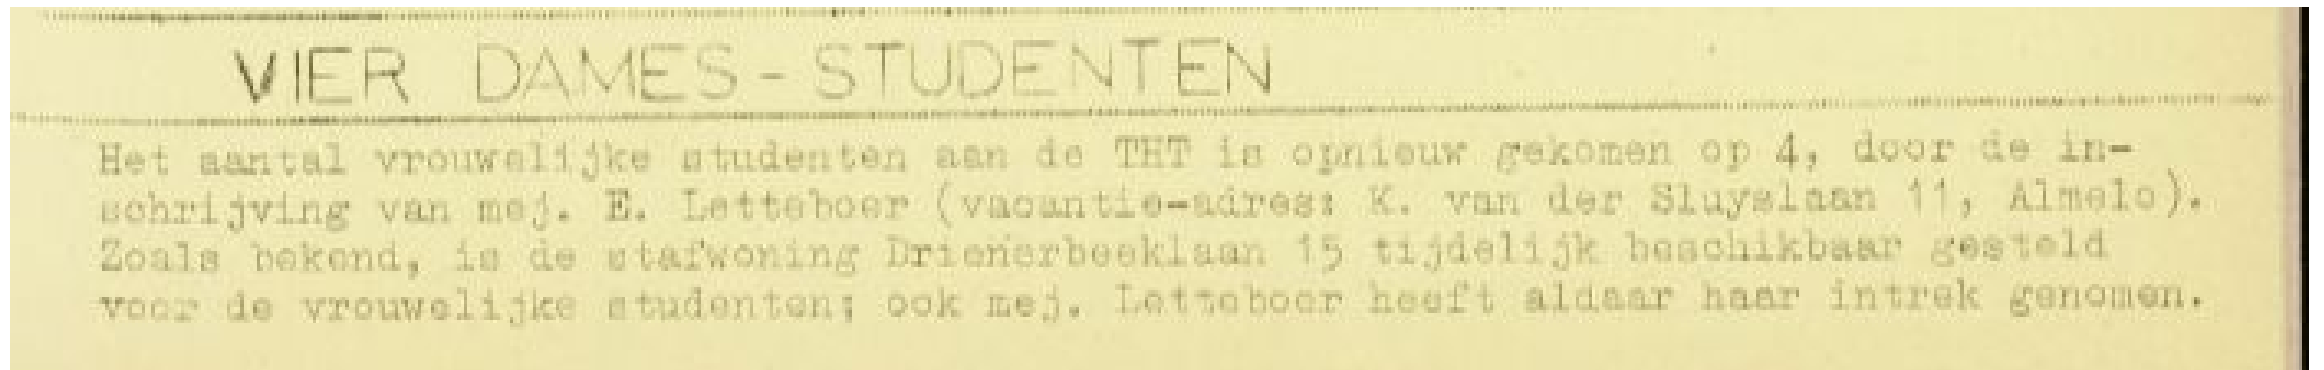 VIER DAMES-STUDENTEN
Het aantal vrouwelijke studenten aan de THT is opnieuw gekomen op 4, door de in-
schrijving van mej. E. Letteboer (vacantie-adres: K. van der Sluyslaan 11, Almelo).
Zoals bekend, is de stafwoning Drienerbeeklaan 15 tijdelijk beschikbaar gesteld
voor de vrouwelijke studenten; ook mej. Letteboer heeft aldaar haar intrek genomen.